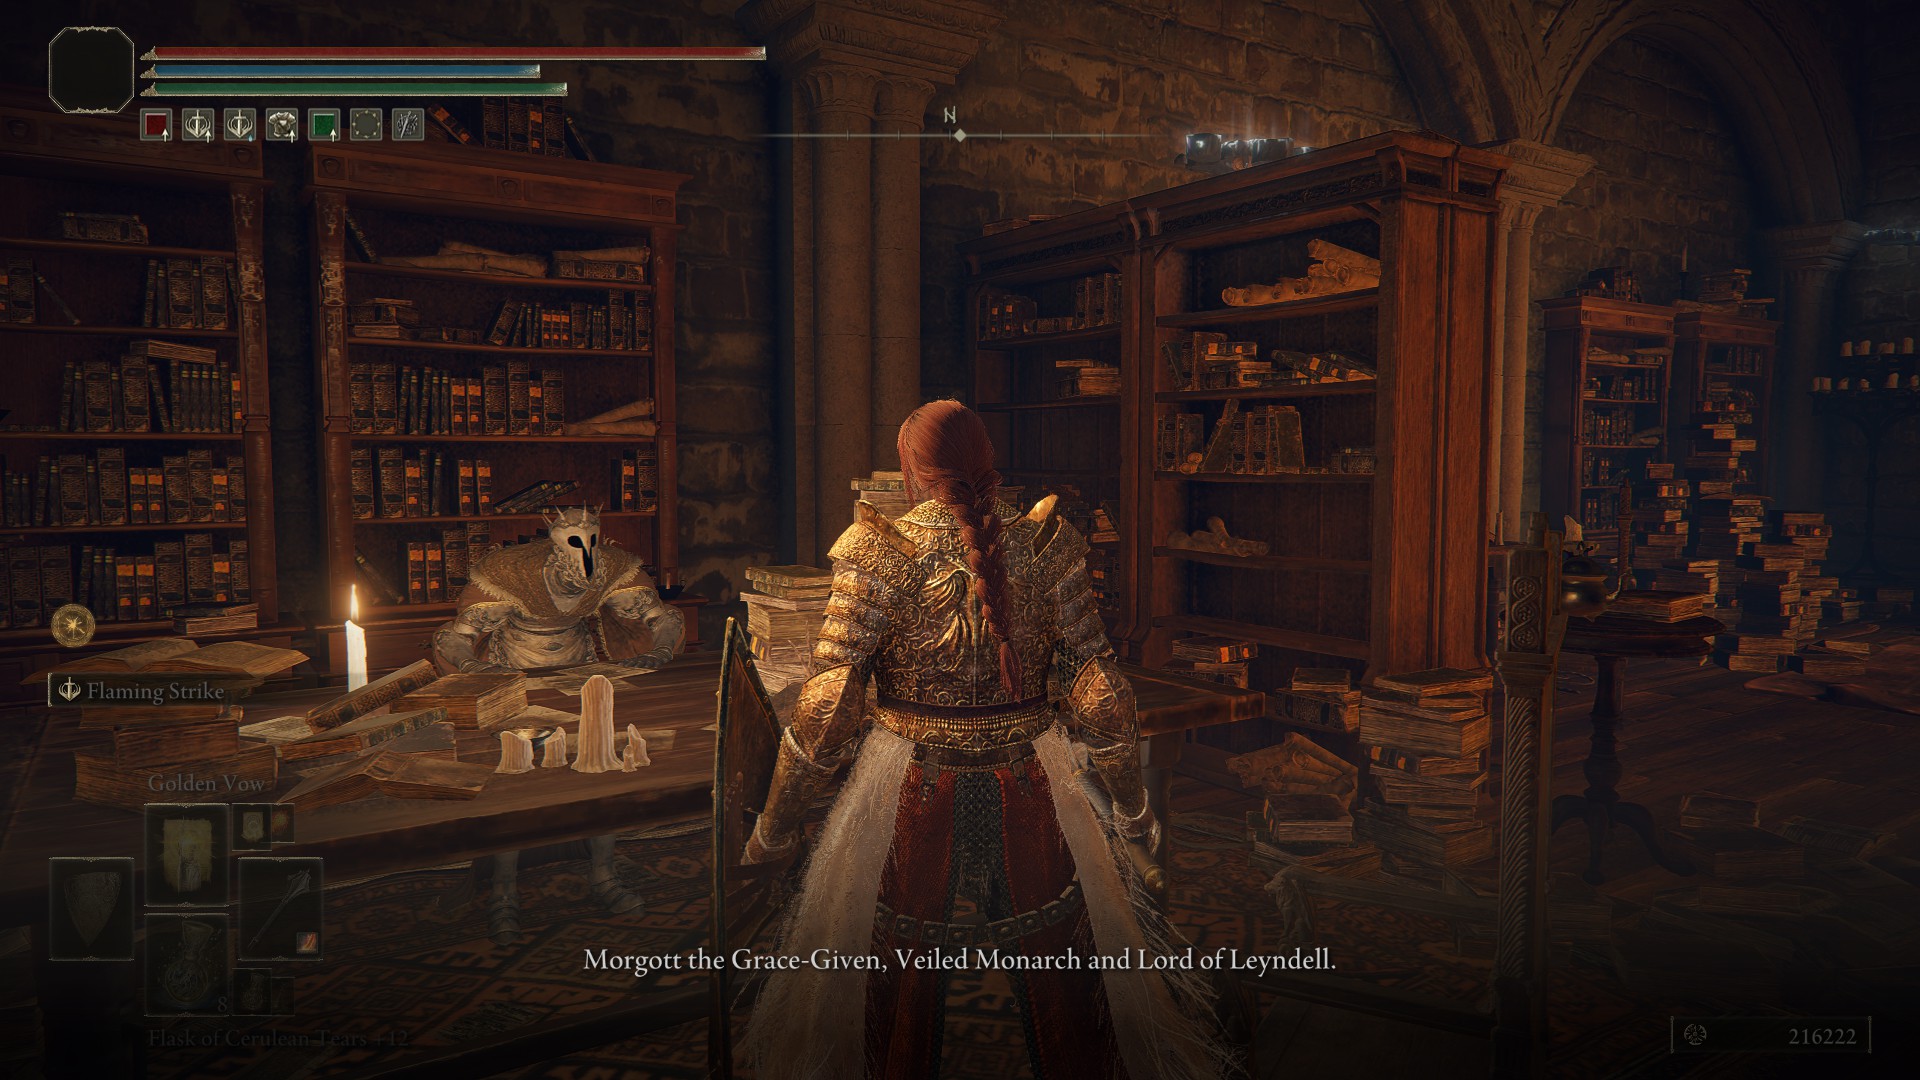 N
Flaming Strike
Golden Vow
8
Flask of Cerulean Tears +12
Morgott the Grace-Given, Veiled Monarch and Lord of Leyndell.
216222